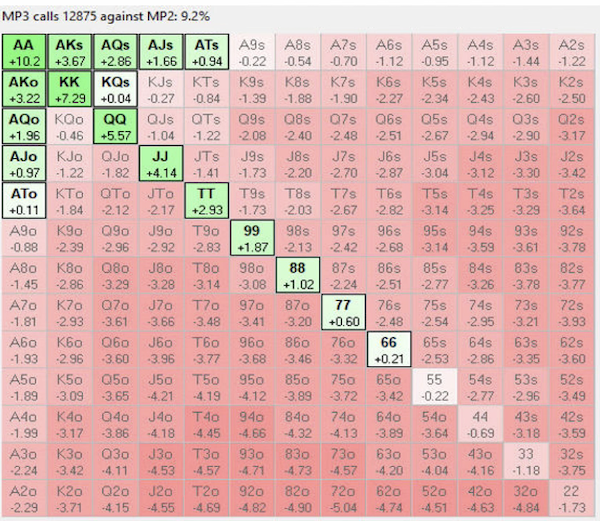 MP3 calls 12875 against MP2: 9.2%
AA AKs AQs AJs ATs A9s A8s A7s A6s A5s A4s A3s A2s
+10.2 +3.67 +2.86 +1.66 +0.94 -0.22 -0.54 -0.70 -1.12 -0.95 -1.12 -1.44 -1.22
AKo KK KQs KJs KTs K9s K8s K7s K6s K5s K4s K3s K2s
+3.22 +7.29 +0.04 -0.27 -0.84 -1.39 -1.88 -1.90 -2.27 -2.34 -2.43 -2.60 -2.50
AQo KQo QQ QJs QTs Q9s Q8s Q7s Q6s Q5s Q4s Q3s Q2s
+1.96 -0.46 +5.57 -1.04 -1.22 -2.08 -2.40 -2.48 -2.51 -2.67 -2.94 -2.90 -3.17
AJo KJo QJo JJ JTs J9s J8s J7s J6s J5s J4s J3s J2s
+0.97 -1.22 -1.82 +4.14 -1.41 -1.73 -2.20 -2.70 -2.87 -3.04 -3.12 -3.30 -3.42
ATo KTo QTo JTo TT T9s T8s T7s T6s T5s T4s T3s T2s
+0.11 -1.84 -2.12 -2.17 +2.93 -1.73 -2.03 -2.67 -2.82 -3.14 -3.25 -3.29 -3.64
A9o K9o Q9o J9o T9o 99 98s 97s 96s 95s 94s 93s 92s
-0.88 -2.39 -2.96 -2.92 -2.83 +1.87 -2.13 -2.42 -2.68 -3.14 -3.59 -3.61 -3.78
A8o K8o Q8o J8o T8o 98o 88 87s 86s 85s 84s 83s 82s
-1.45 -2.86 -3.29 -3.28 -3.14 -3.08 +1.02 -2.24 -2.51 -2.77 -3.26 -3.78 -3.77
A7o K7o Q7o J7o T7o 97o 87o 77 76s 75s 74s 73s 72s
-1.81 -2.93 -3.61 -3.66 -3.48 -3.41 -3.20 +0.60 -2.48 -2.54 -2.95 -3.21 -3.93
A6o K6o Q6o J6o T6o 96o 86o 76o 66 65s 64s 63s 62s
-1.93 -2.96 -3.60 -3.96 -3.77 -3.68 -3.46 -3.32 +0.21 -2.53 -2.86 -3.35 -3.60
A5o K5o Q5o J5o T5o 95o 85o 75o 65o 55 54s 53s 52s
-1.89 -3.09 -3.65 -4.21 -4.19 -4.12 -3.89 -3.72 -3.42 -0.22 -2.77 -2.96 -3.49
A4o K4o Q4o J4o T4o 94o 84o 74o 64o 54o 44 43s 42s
-1.99 -3.17 -3.86 -4.18 -4.45 -4.66 -4.32 -4.13 -3.89 -3.64 -0.69 -3.18 -3.59
A3o K3o Q3o J3o T3o 93o 83o 73o 63o 53o 43o 33 32s
-2.24 -3.42 -4.11 -4.53 -4.57 -4.71 -4.73 -4.57 -4.20 -4.04 -4.16 -1.18 -3.75
A2o K2o Q2o J2o T2o 92o 82o 72o 62o 52o 42o 32o 22
-2.29 -3.71 -4.15 -4.55 -4.69 -4.82 -4.90 -5.04 -4.74 -4.51 -4.63 -4.84 -1.73